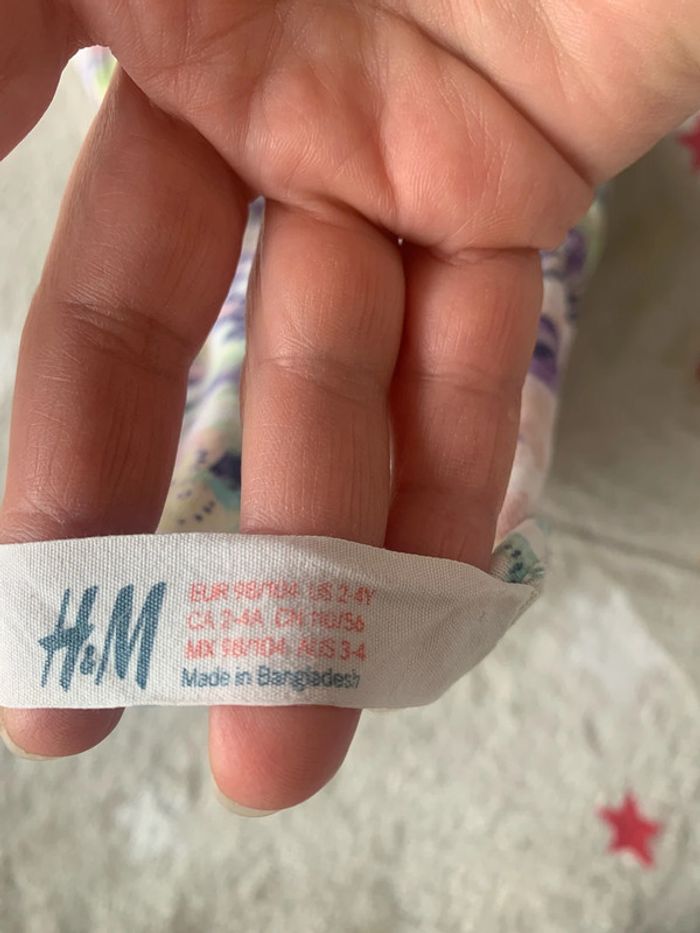 H&M
EUR 98/104 US 2-4Y
CA 2-4A CN 110/56
MX 98/104 AUS 3-4
Made in Bangladesh